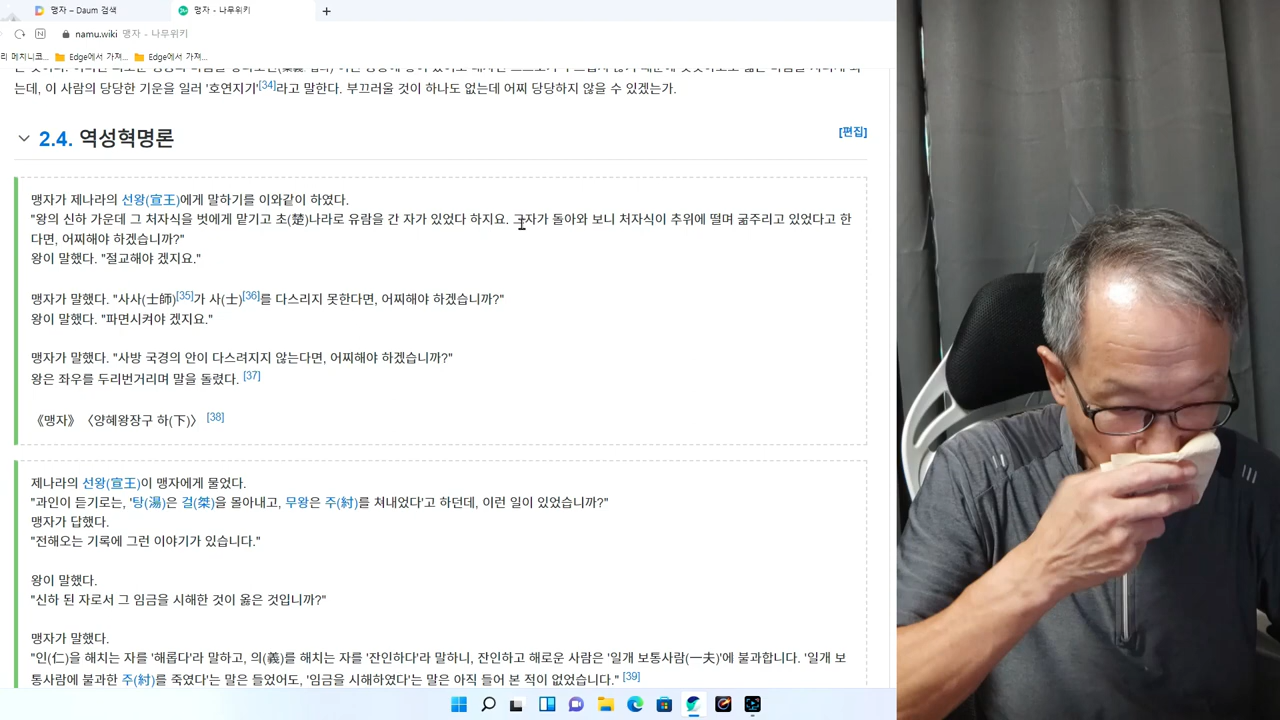 맹자 – Daum 검색
맹자 - 나무위키
namu.wiki 맹자 - 나무위키
리 메치니코... Edge에서 가져... Edge에서 가져...
는데, 이 사람의 당당한 기운을 일러 '호연지기'[34]라고 말한다. 부끄러울 것이 하나도 없는데 어찌 당당하지 않을 수 있겠는가.
2.4. 역성혁명론
[편집]
맹자가 제나라의 선왕(宣王)에게 말하기를 이와같이 하였다.
"왕의 신하 가운데 그 처자식을 벗에게 맡기고 초(楚)나라로 유람을 간 자가 있었다 하지요. 그자가 돌아와 보니 처자식이 추위에 떨며 굶주리고 있었다고 한
다면, 어찌해야 하겠습니까?"
왕이 말했다. "절교해야 겠지요."
맹자가 말했다. "사사(士師)[35]가 사(士)[36]를 다스리지 못한다면, 어찌해야 하겠습니까?"
왕이 말했다. "파면시켜야 겠지요."
맹자가 말했다. "사방 국경의 안이 다스려지지 않는다면, 어찌해야 하겠습니까?"
왕은 좌우를 두리번거리며 말을 돌렸다. [37]
《맹자》 〈양혜왕장구 하(下)〉 [38]
제나라의 선왕(宣王)이 맹자에게 물었다.
"과인이 듣기로는, '탕(湯)은 걸(桀)을 몰아내고, 무왕은 주(紂)를 쳐내었다'고 하던데, 이런 일이 있었습니까?"
맹자가 답했다.
"전해오는 기록에 그런 이야기가 있습니다."
왕이 말했다.
"신하 된 자로서 그 임금을 시해한 것이 옳은 것입니까?"
맹자가 말했다.
"인(仁)을 해치는 자를 '해롭다'라 말하고, 의(義)를 해치는 자를 '잔인하다'라 말하니, 잔인하고 해로운 사람은 '일개 보통사람(一夫)'에 불과합니다. '일개 보
통사람에 불과한 주(紂)를 죽였다'는 말은 들었어도, '임금을 시해하였다'는 말은 아직 들어 본 적이 없었습니다." [39]